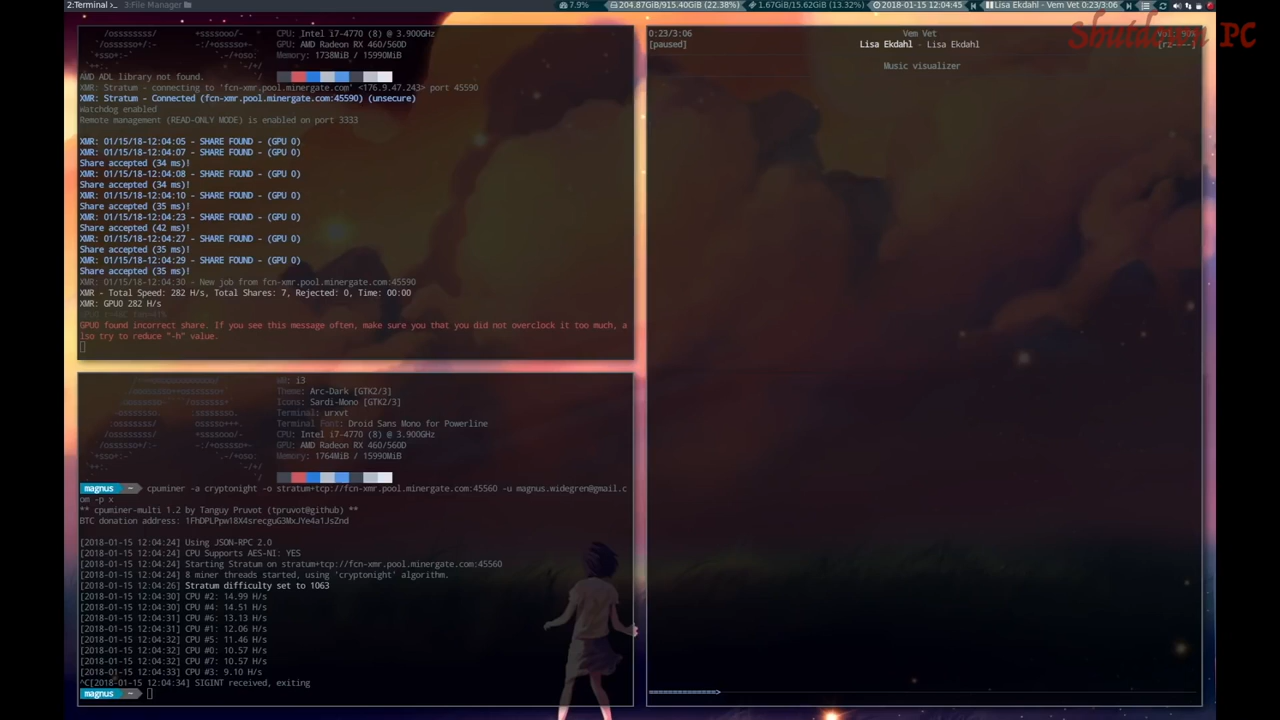 2:Terminal >_ 3:File Manager
7.9% 204.87GiB/915.40GiB (22.38%) 1.67GiB/15.62GiB (13.32%) 2018-01-15 12:04:45 Lisa Ekdahl - Vem Vet 0:23/3:06
Shutdown PC
CPU: Intel i7-4770 (8) @ 3.900GHz
GPU: AMD Radeon RX 460/560D
Memory: 1738MiB / 15990MiB
AMD ADL library not found.
XMR: Stratum - connecting to 'fcn-xmr.pool.minergate.com' <176.9.47.243> port 45590
XMR: Stratum - Connected (fcn-xmr.pool.minergate.com:45590) (unsecure)
Watchdog enabled
Remote management (READ-ONLY MODE) is enabled on port 3333
XMR: 01/15/18-12:04:05 - SHARE FOUND - (GPU 0)
XMR: 01/15/18-12:04:07 - SHARE FOUND - (GPU 0)
Share accepted (34 ms)!
XMR: 01/15/18-12:04:08 - SHARE FOUND - (GPU 0)
Share accepted (34 ms)!
XMR: 01/15/18-12:04:10 - SHARE FOUND - (GPU 0)
Share accepted (35 ms)!
XMR: 01/15/18-12:04:23 - SHARE FOUND - (GPU 0)
Share accepted (42 ms)!
XMR: 01/15/18-12:04:27 - SHARE FOUND - (GPU 0)
Share accepted (35 ms)!
XMR: 01/15/18-12:04:29 - SHARE FOUND - (GPU 0)
Share accepted (35 ms)!
XMR: 01/15/18-12:04:30 - New job from fcn-xmr.pool.minergate.com:45590
XMR - Total Speed: 282 H/s, Total Shares: 7, Rejected: 0, Time: 00:00
XMR: GPU0 282 H/s
GPU0 found incorrect share. If you see this message often, make sure you that you did not overclock it too much, a
lso try to reduce "-h" value.
WM: i3
Theme: Arc-Dark [GTK2/3]
Icons: Sardi-Mono [GTK2/3]
Terminal: urxvt
Terminal Font: Droid Sans Mono for Powerline
CPU: Intel i7-4770 (8) @ 3.900GHz
GPU: AMD Radeon RX 460/560D
Memory: 1764MiB / 15990MiB
magnus ~ cpuminer -a cryptonight -o stratum+tcp://fcn-xmr.pool.minergate.com:45560 -u magnus.widegren@gmail.c
om -p x
** cpuminer-multi 1.2 by Tanguy Pruvot (tpruvot@github) **
BTC donation address: 1FhDPLPpw18X4srecguG3MxJYe4a1JsZnd
[2018-01-15 12:04:24] Using JSON-RPC 2.0
[2018-01-15 12:04:24] CPU Supports AES-NI: YES
[2018-01-15 12:04:24] Starting Stratum on stratum+tcp://fcn-xmr.pool.minergate.com:45560
[2018-01-15 12:04:24] 8 miner threads started, using 'cryptonight' algorithm.
[2018-01-15 12:04:26] Stratum difficulty set to 1063
[2018-01-15 12:04:30] CPU #2: 14.99 H/s
[2018-01-15 12:04:30] CPU #4: 14.51 H/s
[2018-01-15 12:04:31] CPU #6: 13.13 H/s
[2018-01-15 12:04:31] CPU #1: 12.06 H/s
[2018-01-15 12:04:32] CPU #5: 11.46 H/s
[2018-01-15 12:04:32] CPU #0: 10.57 H/s
[2018-01-15 12:04:32] CPU #7: 10.57 H/s
[2018-01-15 12:04:33] CPU #3: 9.10 H/s
^C[2018-01-15 12:04:34] SIGINT received, exiting
magnus ~
0:23/3:06 Vem Vet Vol: 90%
[paused] Lisa Ekdahl - Lisa Ekdahl [rz----]
Music visualizer